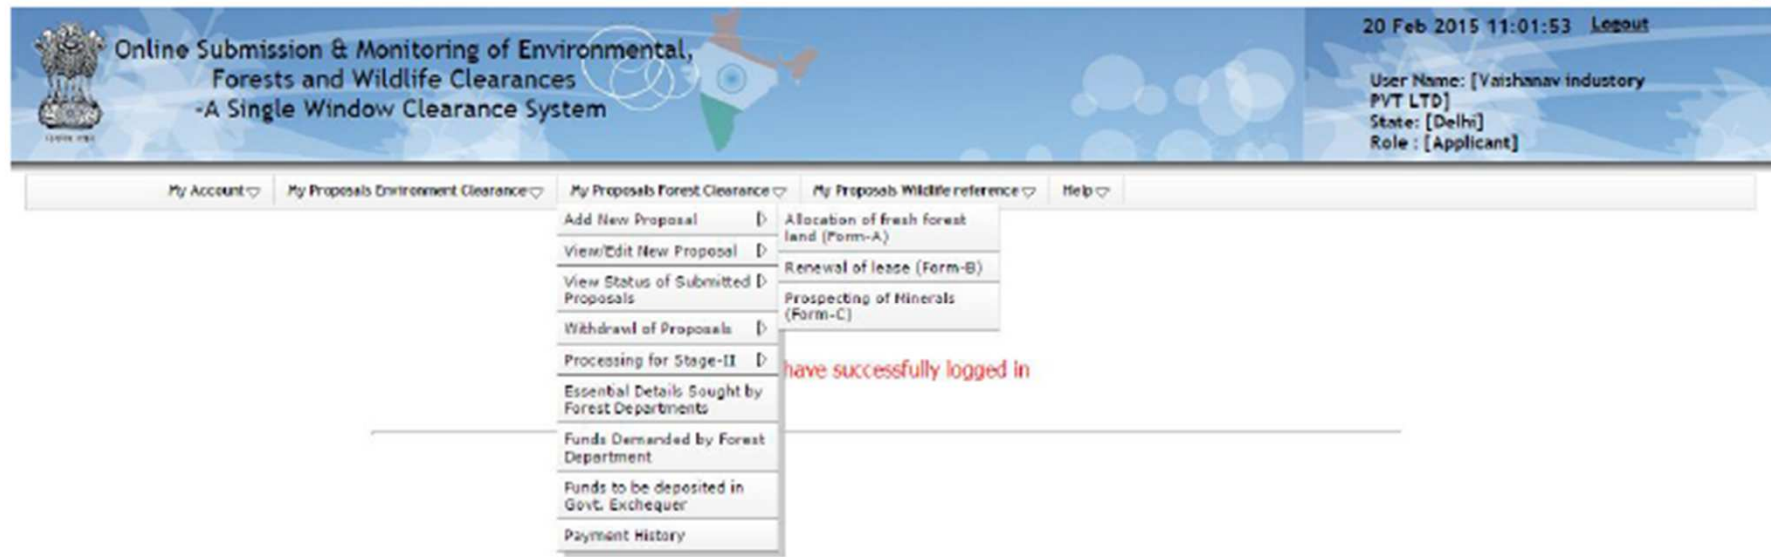 Online Submission & Monitoring of Environmental,
Forests and Wildlife Clearances
-A Single Window Clearance System
20 Feb 2015 11:01:53 Logout
User Name: [Vaishanav industory
PVT LTD]
State: [Delhi]
Role : [Applicant]
My Account My Proposals Environment Clearance My Proposals Forest Clearance My Proposals Wildlife reference Help
Add New Proposal
View/Edit New Proposal
View Status of Submitted
Proposals
Withdrawl of Proposals
Processing for Stage-II
Essential Details Sought by
Forest Departments
Funds Demanded by Forest
Department
Funds to be deposited in
Govt. Exchequer
Payment History
Allocation of fresh forest
land (Form-A)
Renewal of lease (Form-B)
Prospecting of Minerals
(Form-C)
have successfully logged in